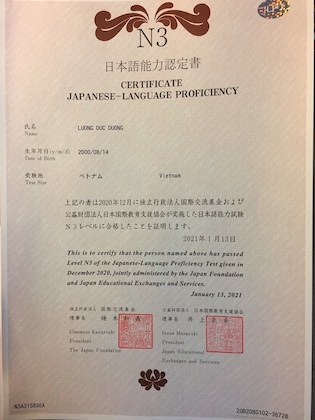 N3
日本語能力認定書
CERTIFICATE
JAPANESE-LANGUAGE PROFICIENCY
氏名 LUONG DUC DUONG
Name
生年月日(y/m/d) 2000/08/14
Date of Birth
受験地 ベトナム Vietnam
Test Site
上記の者は2020年12月に独立行政法人国際交流基金および
公益財団法人日本国際教育支援協会が実施した日本語能力試験
N3レベルに合格したことを証明します。
2021年1月13日
This is to certify that the person named above has passed
Level N3 of the Japanese-Language Proficiency Test given in
December 2020, jointly administered by the Japan Foundation
and Japan Educational Exchanges and Services.
January 13, 2021
独立行政法人 国際交流基金 公益財団法人 日本国際教育支援協会
理事長 理事長 井上正幸
Umemoto Kazuyoshi Inoue Masayuki
President President
The Japan Foundation Japan Educational
Exchanges and Services
N3A215896A
20B2080102-36728